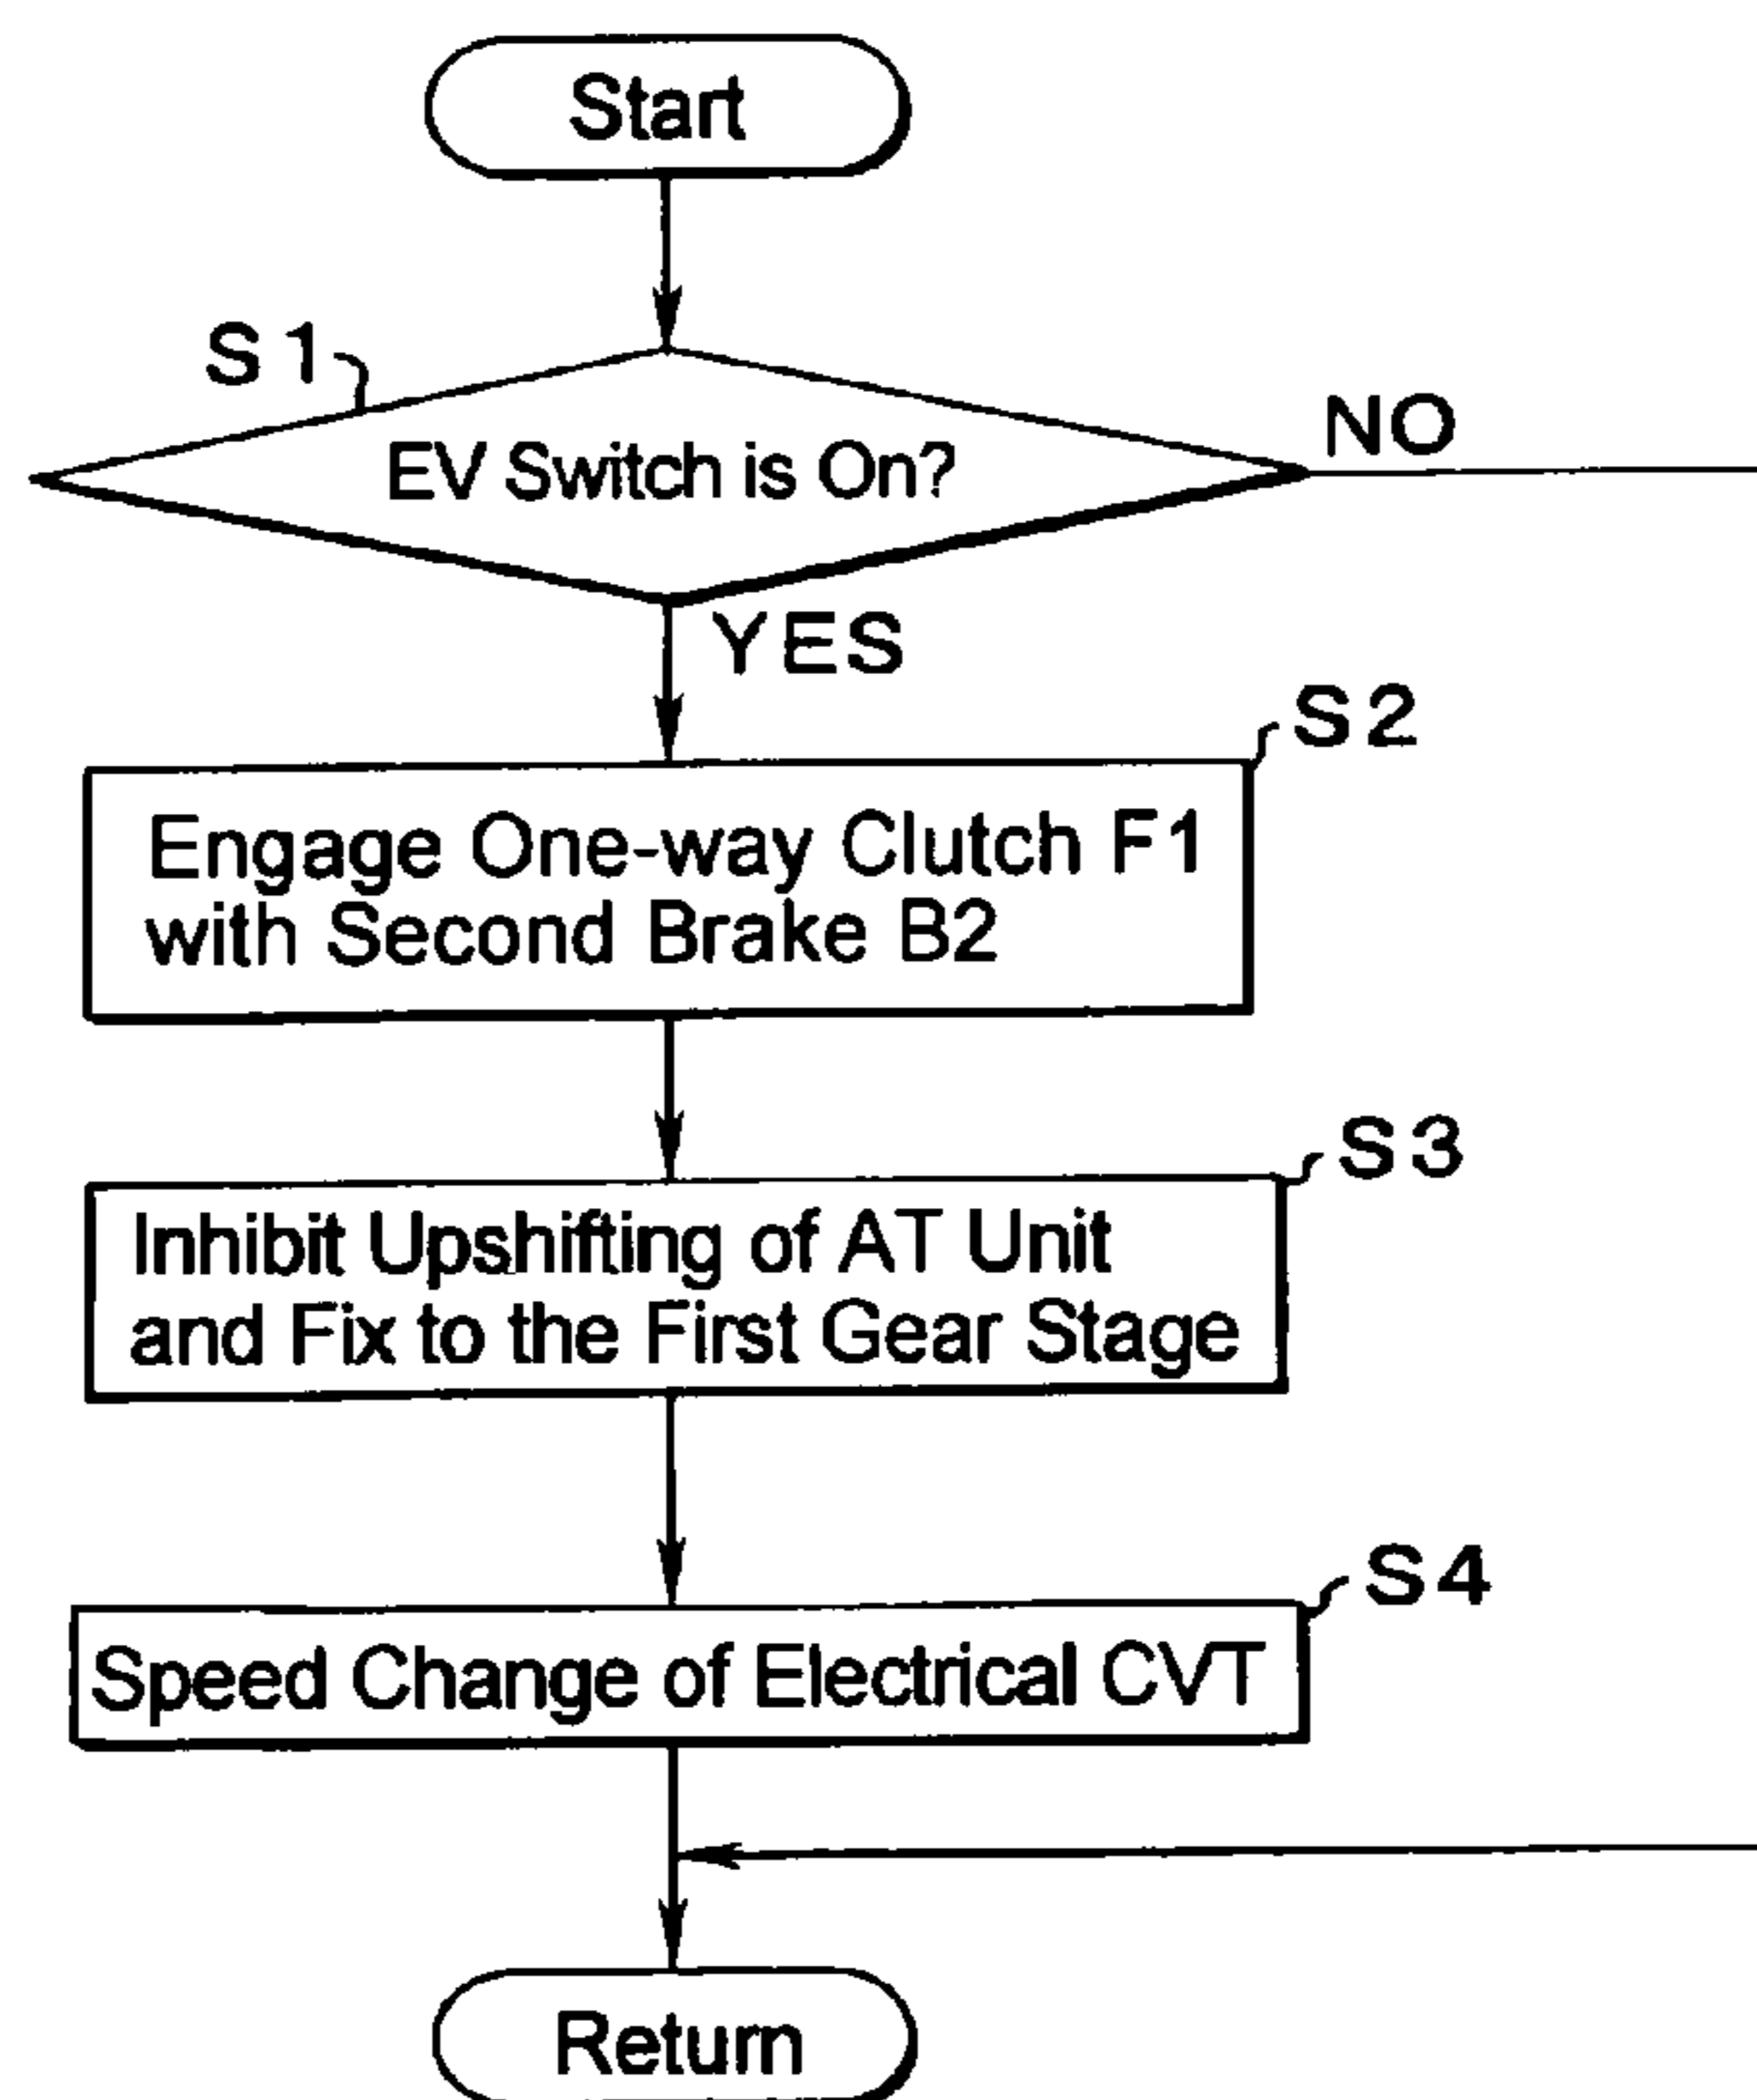 Start
S1
EV Switch is On?
NO
YES
S2
Engage One-way Clutch F1
with Second Brake B2
S3
Inhibit Upshifting of AT Unit
and Fix to the First Gear Stage
S4
Speed Change of Electrical CVT
Return